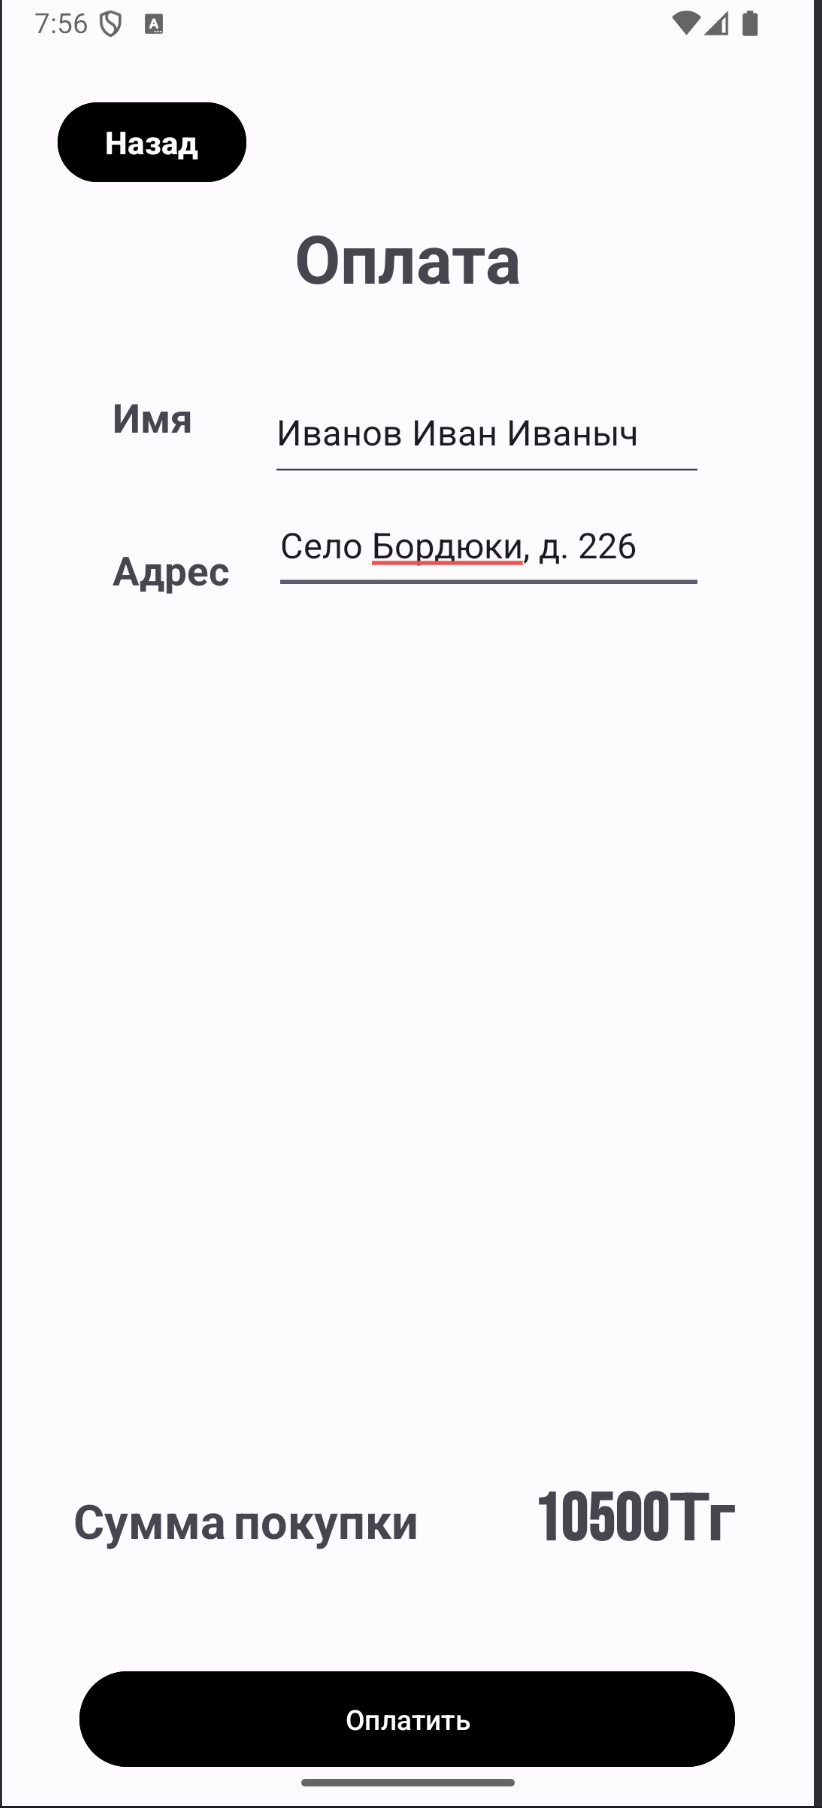 7:56
Назад
Оплата
Имя
Иванов Иван Иваныч
Адрес
Село Бордюки, д. 226
Сумма покупки
10500Тг
Оплатить